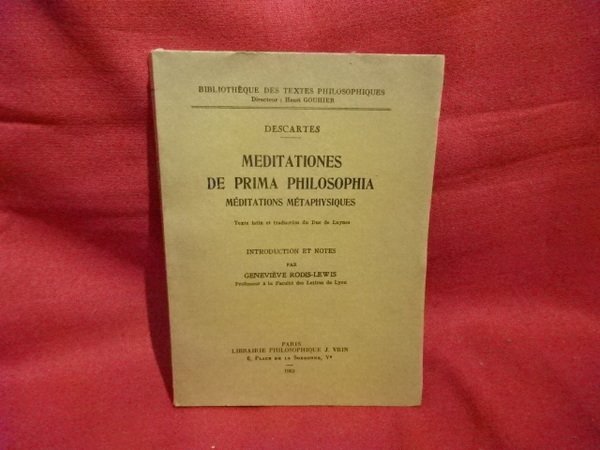 BIBLIOTHÈQUE DES TEXTES PHILOSOPHIQUES
Directeur : Henri GOUHIER
DESCARTES
MEDITATIONES
DE PRIMA PHILOSOPHIA
MÉDITATIONS MÉTAPHYSIQUES
Texte latin et traduction du Duc de Luynes
INTRODUCTION ET NOTES
PAR
GENEVIÈVE RODIS-LEWIS
Professeur à la Faculté des Lettres de Lyon
PARIS
LIBRAIRIE PHILOSOPHIQUE J. VRIN
6, PLACE DE LA SORBONNE, Ve